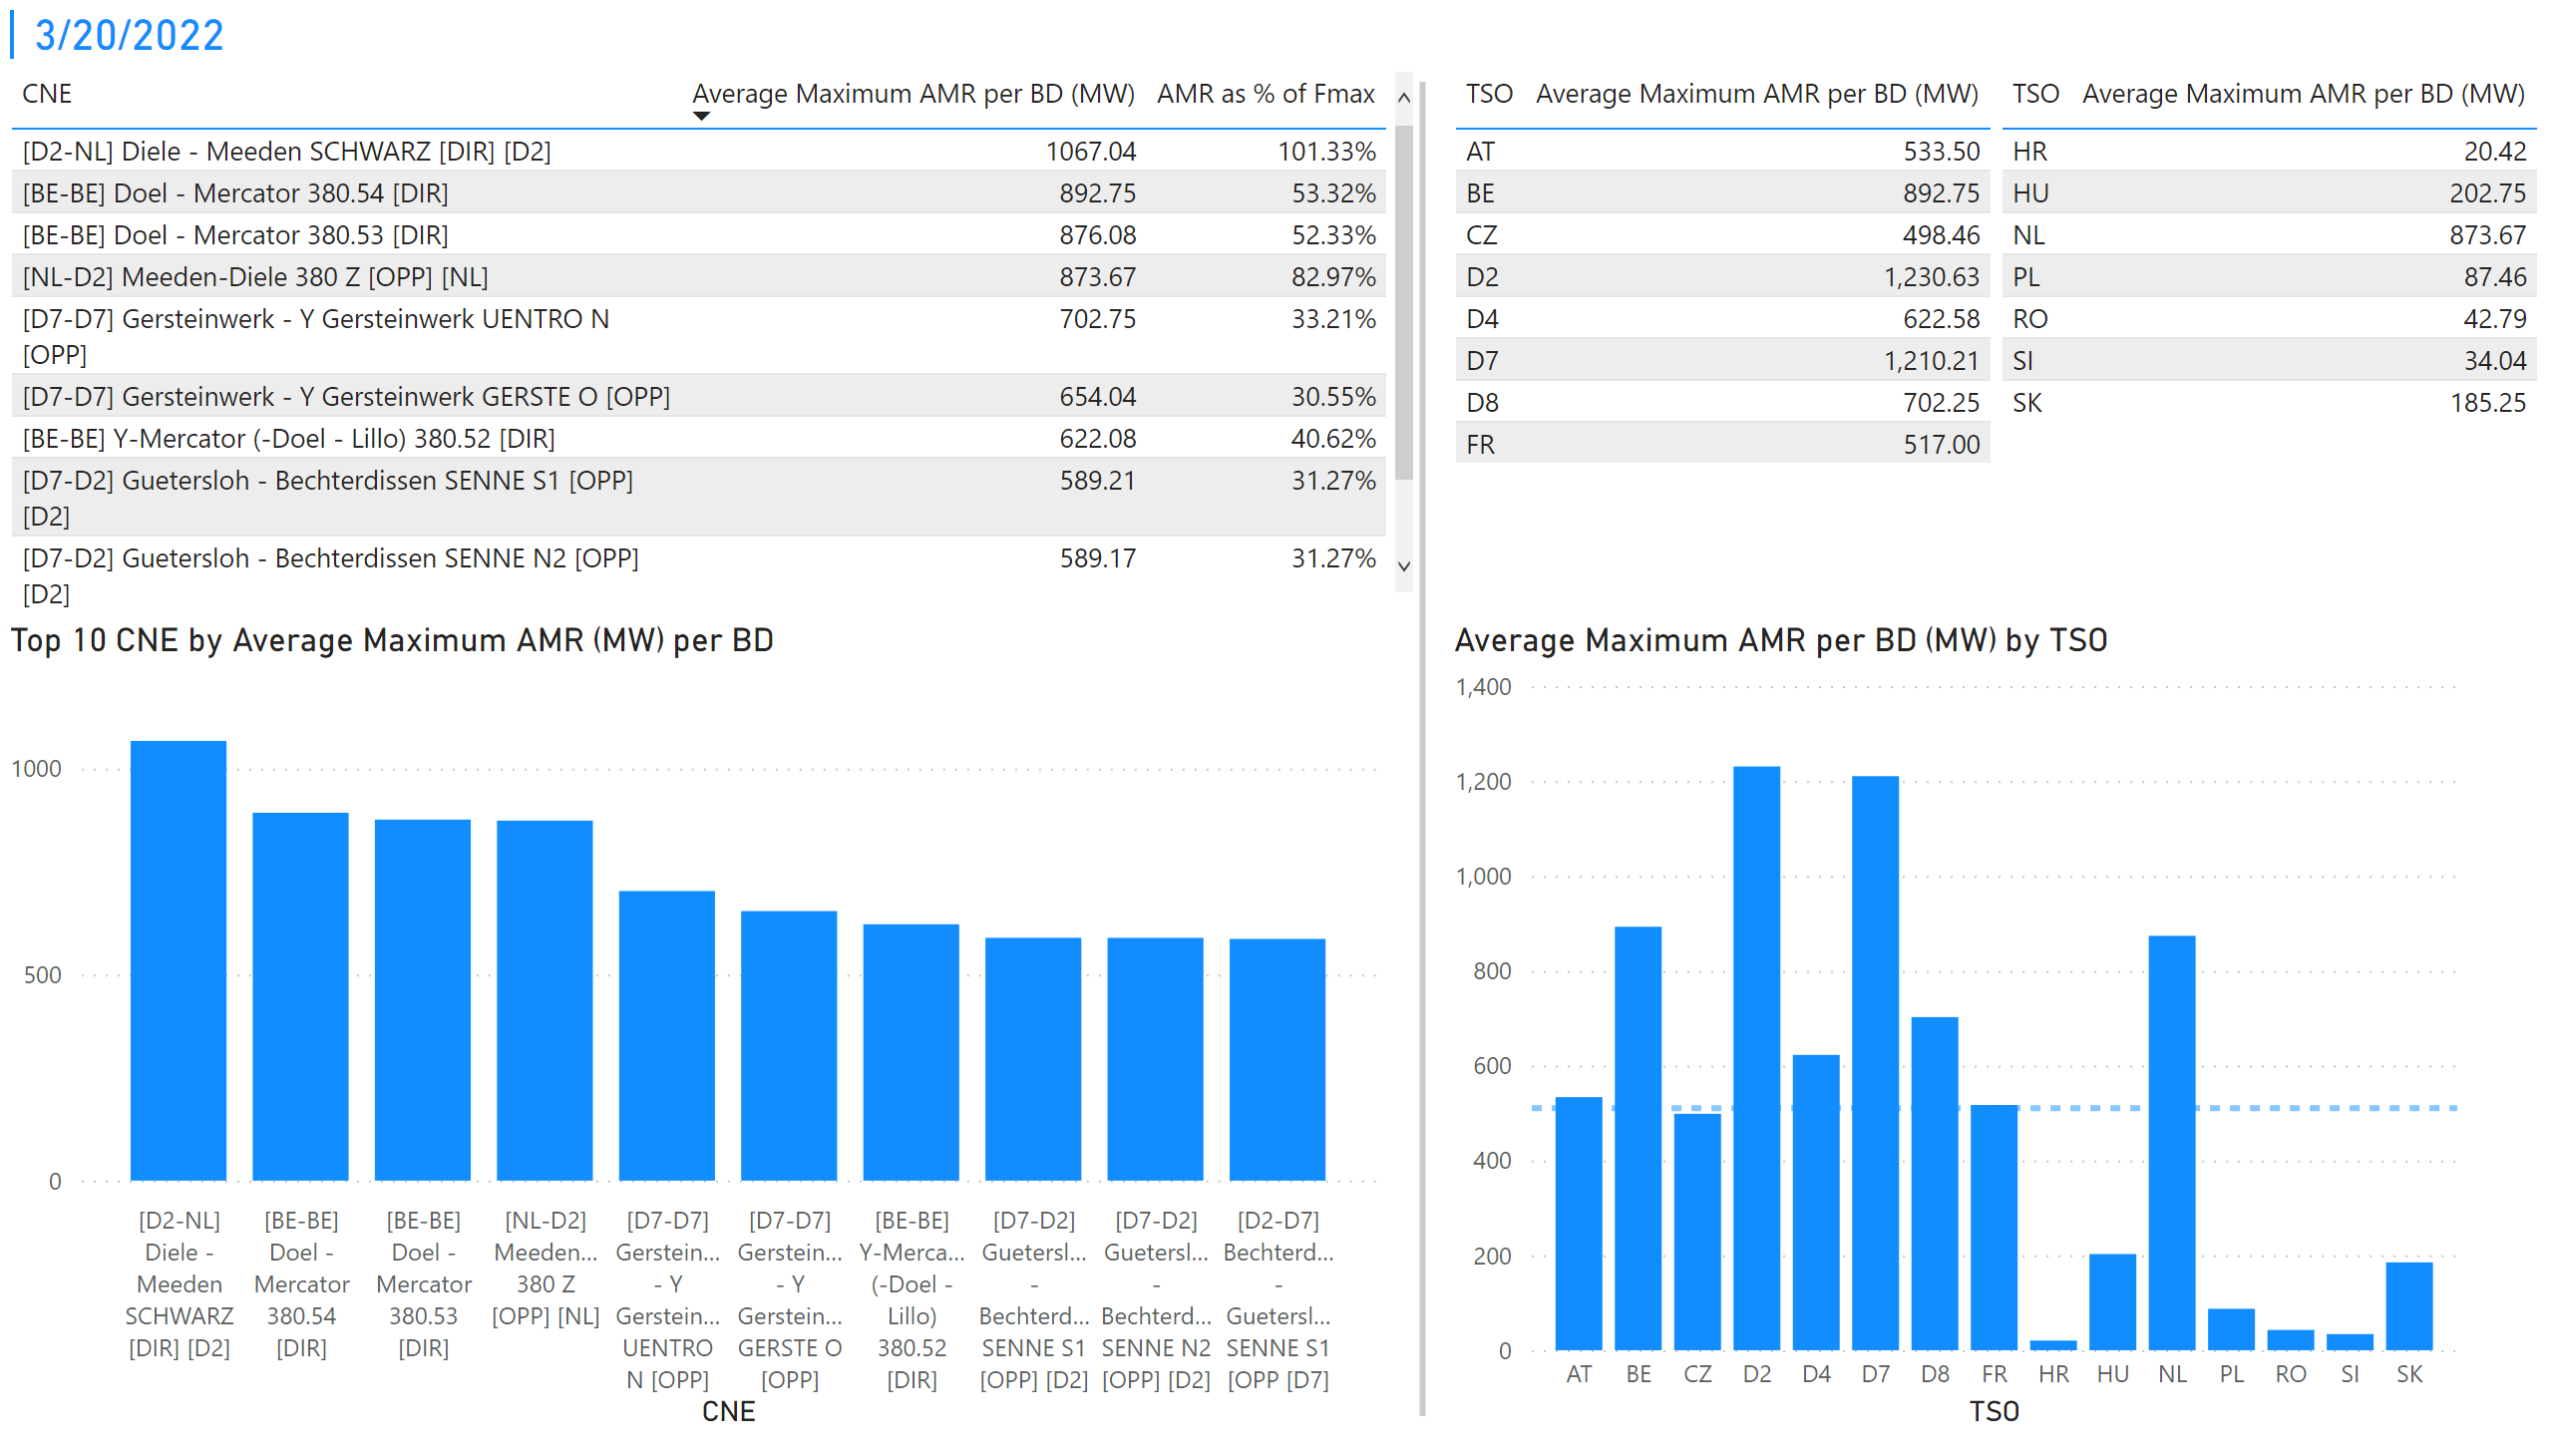 3/20/2022
CNE Average Maximum AMR per BD (MW) AMR as % of Fmax
[D2-NL] Diele - Meeden SCHWARZ [DIR] [D2] 1067.04 101.33%
[BE-BE] Doel - Mercator 380.54 [DIR] 892.75 53.32%
[BE-BE] Doel - Mercator 380.53 [DIR] 876.08 52.33%
[NL-D2] Meeden-Diele 380 Z [OPP] [NL] 873.67 82.97%
[D7-D7] Gersteinwerk - Y Gersteinwerk UENTRO N 702.75 33.21%
[OPP]
[D7-D7] Gersteinwerk - Y Gersteinwerk GERSTE O [OPP] 654.04 30.55%
[BE-BE] Y-Mercator (-Doel - Lillo) 380.52 [DIR] 622.08 40.62%
[D7-D2] Guetersloh - Bechterdissen SENNE S1 [OPP] 589.21 31.27%
[D2]
[D7-D2] Guetersloh - Bechterdissen SENNE N2 [OPP] 589.17 31.27%
[D2]
TSO Average Maximum AMR per BD (MW)
AT 533.50
BE 892.75
CZ 498.46
D2 1,230.63
D4 622.58
D7 1,210.21
D8 702.25
FR 517.00
TSO Average Maximum AMR per BD (MW)
HR 20.42
HU 202.75
NL 873.67
PL 87.46
RO 42.79
SI 34.04
SK 185.25
Top 10 CNE by Average Maximum AMR (MW) per BD
1000
500
0
[D2-NL] [BE-BE] [BE-BE] [NL-D2] [D7-D7] [D7-D7] [BE-BE] [D7-D2] [D7-D2] [D2-D7]
Diele - Doel - Doel - Meeden... Gerstein... Gerstein... Y-Merca... Guetersl... Guetersl... Bechterd...
Meeden Mercator Mercator 380 Z - Y - Y (-Doel - - - -
SCHWARZ 380.54 380.53 [OPP] [NL] Gerstein... Gerstein... Lillo) Bechterd... Bechterd... Guetersl...
[DIR] [D2] [DIR] [DIR] UENTRO GERSTE O 380.52 SENNE S1 SENNE N2 SENNE S1
N [OPP] [OPP] [DIR] [OPP] [D2] [OPP] [D2] [OPP [D7]
CNE
Average Maximum AMR per BD (MW) by TSO
1,400
1,200
1,000
800
600
400
200
0
AT BE CZ D2 D4 D7 D8 FR HR HU NL PL RO SI SK
TSO